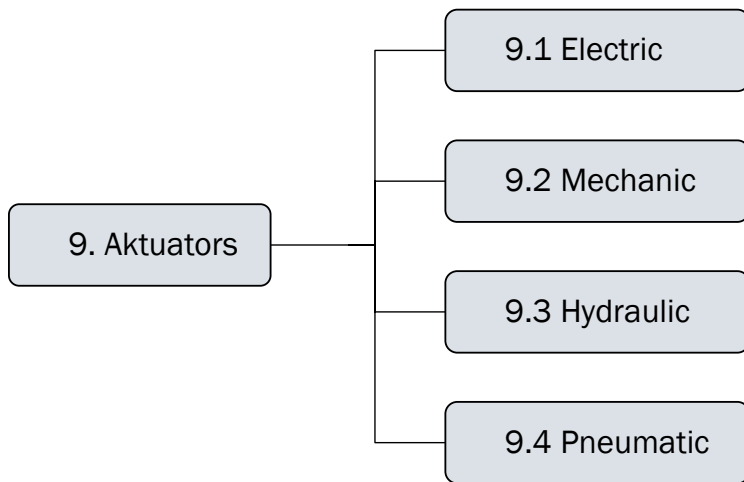 9.1 Electric
9.2 Mechanic
9. Aktuators
9.3 Hydraulic
9.4 Pneumatic